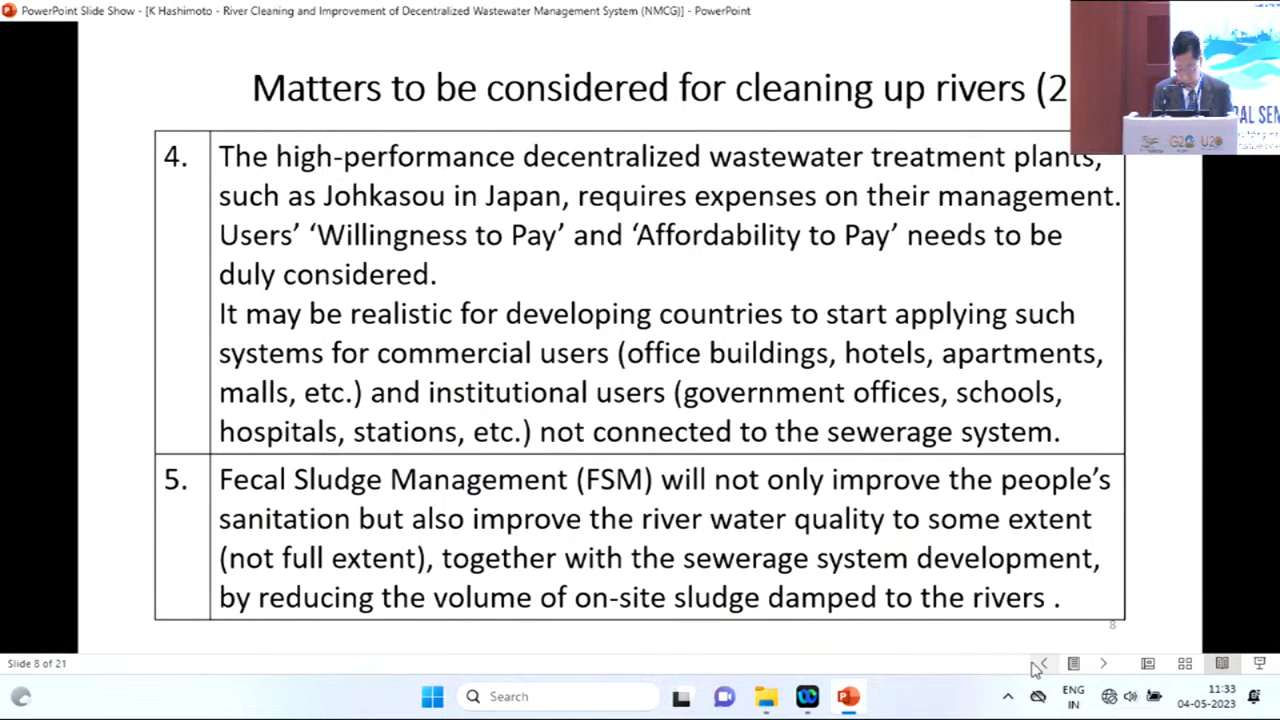 PowerPoint Slide Show - [K Hashimoto - River Cleaning and Improvement of Decentralized Wastewater Management System (NMCG)] - PowerPoint
Matters to be considered for cleaning up rivers (2
4. The high-performance decentralized wastewater treatment plants,
such as Johkasou in Japan, requires expenses on their management.
Users’ ‘Willingness to Pay’ and ‘Affordability to Pay’ needs to be
duly considered.
It may be realistic for developing countries to start applying such
systems for commercial users (office buildings, hotels, apartments,
malls, etc.) and institutional users (government offices, schools,
hospitals, stations, etc.) not connected to the sewerage system.
5. Fecal Sludge Management (FSM) will not only improve the people’s
sanitation but also improve the river water quality to some extent
(not full extent), together with the sewerage system development,
by reducing the volume of on-site sludge damped to the rivers .
8
G20 U20
Slide 8 of 21
Search
ENG
IN
11:33
04-05-2023